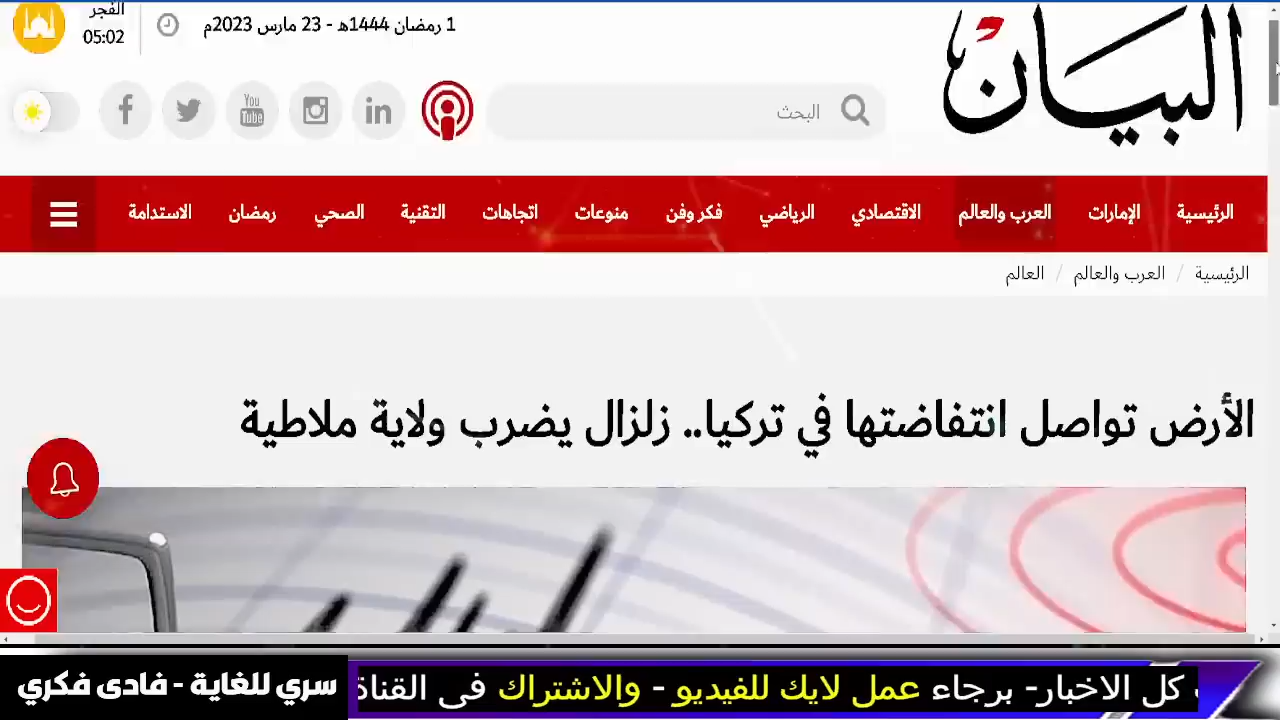 الفجر
05:02
1 رمضان 1444هـ - 23 مارس 2023م
البيان
البحث
You Tube
الرئيسية الإمارات العرب والعالم الاقتصادي الرياضي فكر وفن منوعات اتجاهات التقنية الصحي رمضان الاستدامة
الرئيسية / العرب والعالم / العالم
الأرض تواصل انتفاضتها في تركيا.. زلزال يضرب ولاية ملاطية
كل الاخبار- برجاء عمل لايك للفيديو - والاشتراك فى القناة
سري للغاية - فادى فكري